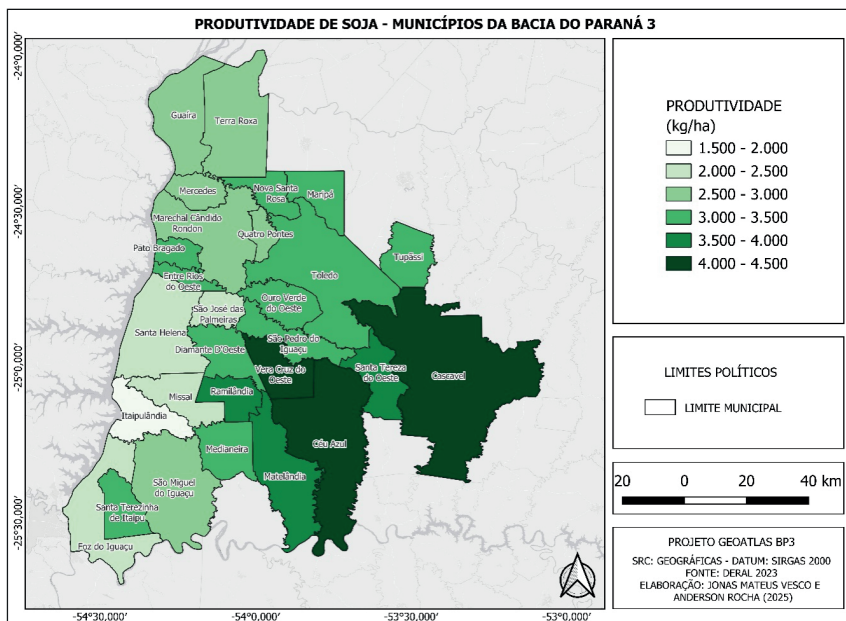 PRODUTIVIDADE DE SOJA - MUNICÍPIOS DA BACIA DO PARANÁ 3
-24°0,000'
-24°30,000'
-25°0,000'
-25°30,000'
Guaíra
Terra Roxa
Mercedes
Nova Santa
Rosa
Maripá
Marechal Cândido
Rondon
Quatro Pontes
Pato Bragado
Tupãssi
Entre Rios
do Oeste
Toledo
Ouro Verde
do Oeste
São José das
Palmeiras
Santa Helena
São Pedro do
Iguaçu
Diamante D'Oeste
Vera Cruz do
Oeste
Santa Tereza
do Oeste
Cascavel
Missal
Ramilândia
Itaipulândia
Céu Azul
Medianeira
Matelândia
São Miguel
do Iguaçu
Santa Terezinha
de Itaipu
Foz do Iguaçu
-54°30,000'
-54°0,000'
-53°30,000'
-53°0,000'
PRODUTIVIDADE
(kg/ha)
1.500 - 2.000
2.000 - 2.500
2.500 - 3.000
3.000 - 3.500
3.500 - 4.000
4.000 - 4.500
LIMITES POLÍTICOS
LIMITE MUNICIPAL
20 0 20 40 km
PROJETO GEOATLAS BP3
SRC: GEOGRÁFICAS - DATUM: SIRGAS 2000
FONTE: DERAL 2023
ELABORAÇÃO: JONAS MATEUS VESCO E
ANDERSON ROCHA (2025)